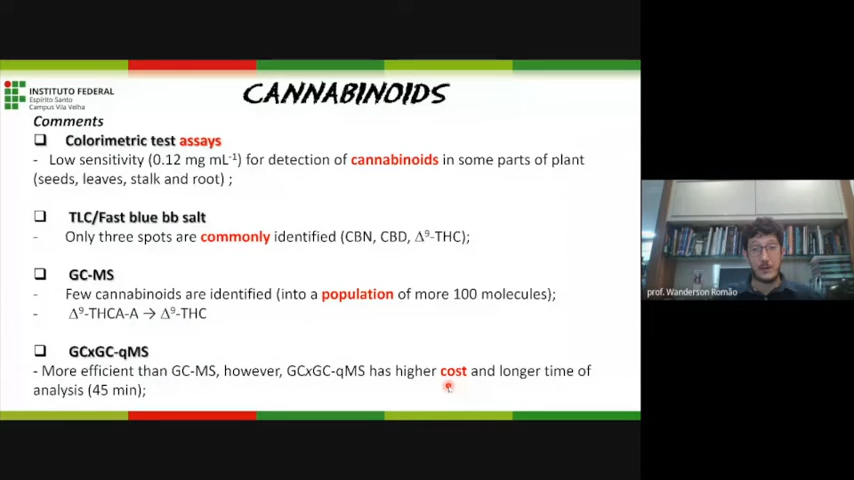 INSTITUTO FEDERAL
Espírito Santo
Campus Vila Velha
CANNABINOIDS
Comments
Colorimetric test assays
- Low sensitivity (0.12 mg mL⁻¹) for detection of cannabinoids in some parts of plant
(seeds, leaves, stalk and root) ;
TLC/Fast blue bb salt
- Only three spots are commonly identified (CBN, CBD, Δ⁹-THC);
GC-MS
- Few cannabinoids are identified (into a population of more 100 molecules);
- Δ⁹-THCA-A → Δ⁹-THC
GCxGC-qMS
- More efficient than GC-MS, however, GCxGC-qMS has higher cost and longer time of
analysis (45 min);
prof. Wanderson Romão